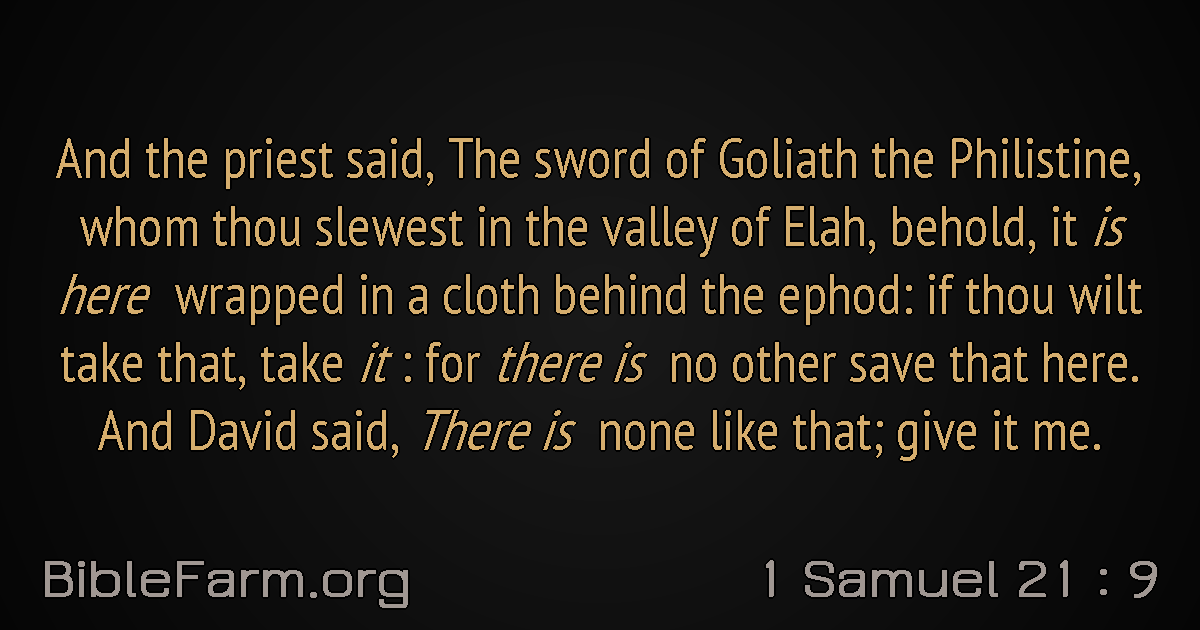 And the priest said, The sword of Goliath the Philistine,
whom thou slewest in the valley of Elah, behold, it is
here wrapped in a cloth behind the ephod: if thou wilt
take that, take it : for there is no other save that here.
And David said, There is none like that; give it me.
BibleFarm.org
1 Samuel 21 : 9